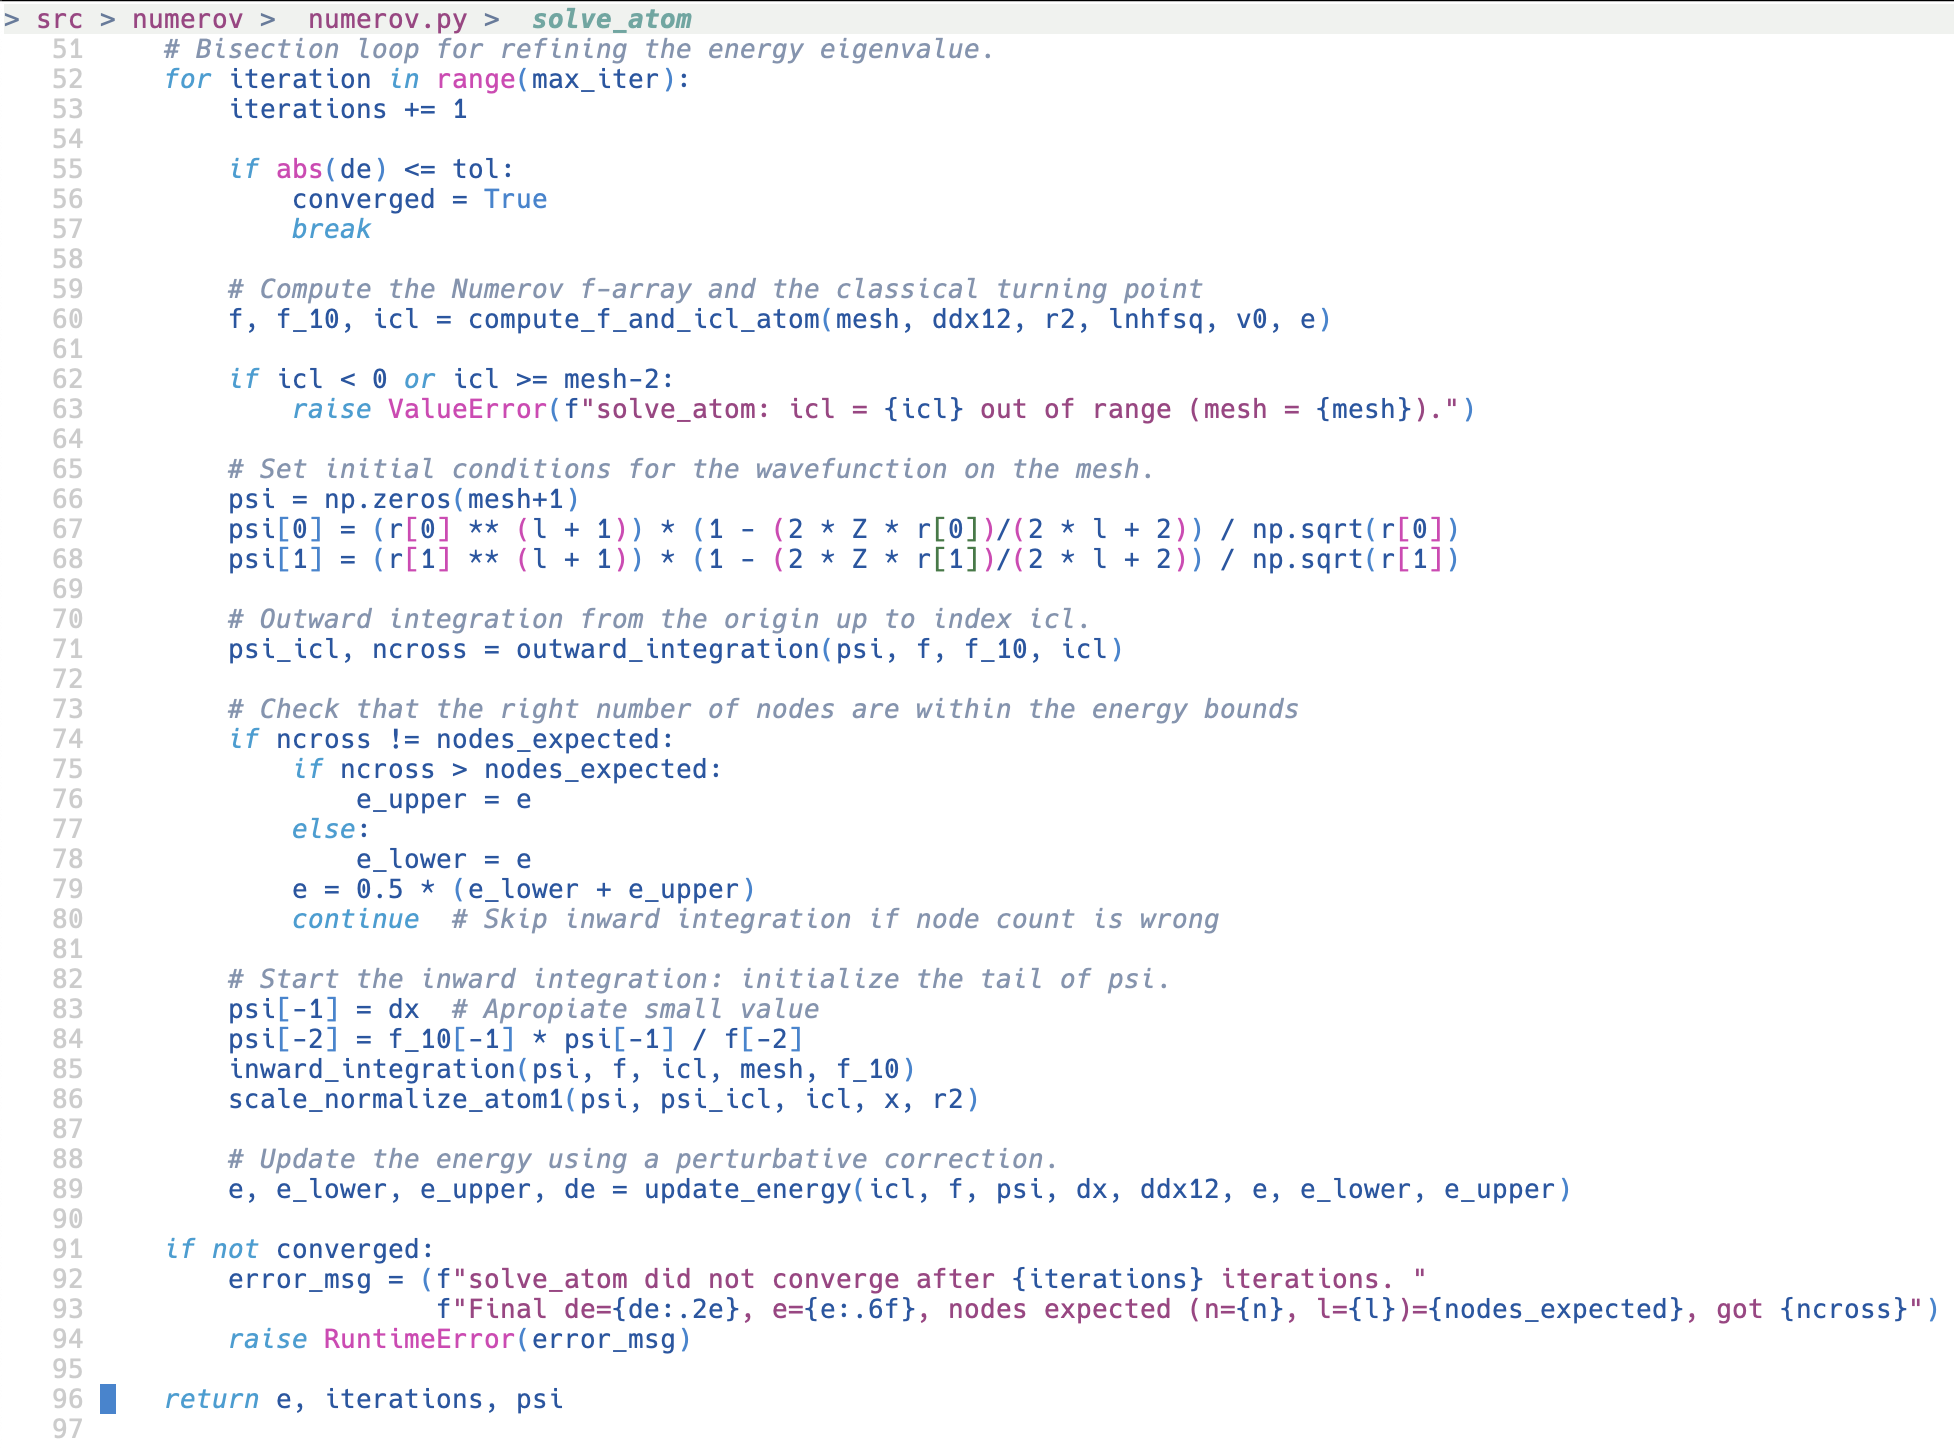 > src > numerov > numerov.py > solve_atom
51 # Bisection loop for refining the energy eigenvalue.
52 for iteration in range(max_iter):
53 iterations += 1
54
55 if abs(de) <= tol:
56 converged = True
57 break
58
59 # Compute the Numerov f-array and the classical turning point
60 f, f_10, icl = compute_f_and_icl_atom(mesh, ddx12, r2, lnhfsq, v0, e)
61
62 if icl < 0 or icl >= mesh-2:
63 raise ValueError(f"solve_atom: icl = {icl} out of range (mesh = {mesh}).")
64
65 # Set initial conditions for the wavefunction on the mesh.
66 psi = np.zeros(mesh+1)
67 psi[0] = (r[0] ** (l + 1)) * (1 - (2 * Z * r[0])/(2 * l + 2)) / np.sqrt(r[0])
68 psi[1] = (r[1] ** (l + 1)) * (1 - (2 * Z * r[1])/(2 * l + 2)) / np.sqrt(r[1])
69
70 # Outward integration from the origin up to index icl.
71 psi_icl, ncross = outward_integration(psi, f, f_10, icl)
72
73 # Check that the right number of nodes are within the energy bounds
74 if ncross != nodes_expected:
75 if ncross > nodes_expected:
76 e_upper = e
77 else:
78 e_lower = e
79 e = 0.5 * (e_lower + e_upper)
80 continue # Skip inward integration if node count is wrong
81
82 # Start the inward integration: initialize the tail of psi.
83 psi[-1] = dx # Apropiate small value
84 psi[-2] = f_10[-1] * psi[-1] / f[-2]
85 inward_integration(psi, f, icl, mesh, f_10)
86 scale_normalize_atom1(psi, psi_icl, icl, x, r2)
87
88 # Update the energy using a perturbative correction.
89 e, e_lower, e_upper, de = update_energy(icl, f, psi, dx, ddx12, e, e_lower, e_upper)
90
91 if not converged:
92 error_msg = (f"solve_atom did not converge after {iterations} iterations. "
93 f"Final de={de:.2e}, e={e:.6f}, nodes expected (n={n}, l={l})={nodes_expected}, got {ncross}")
94 raise RuntimeError(error_msg)
95
96 return e, iterations, psi
97